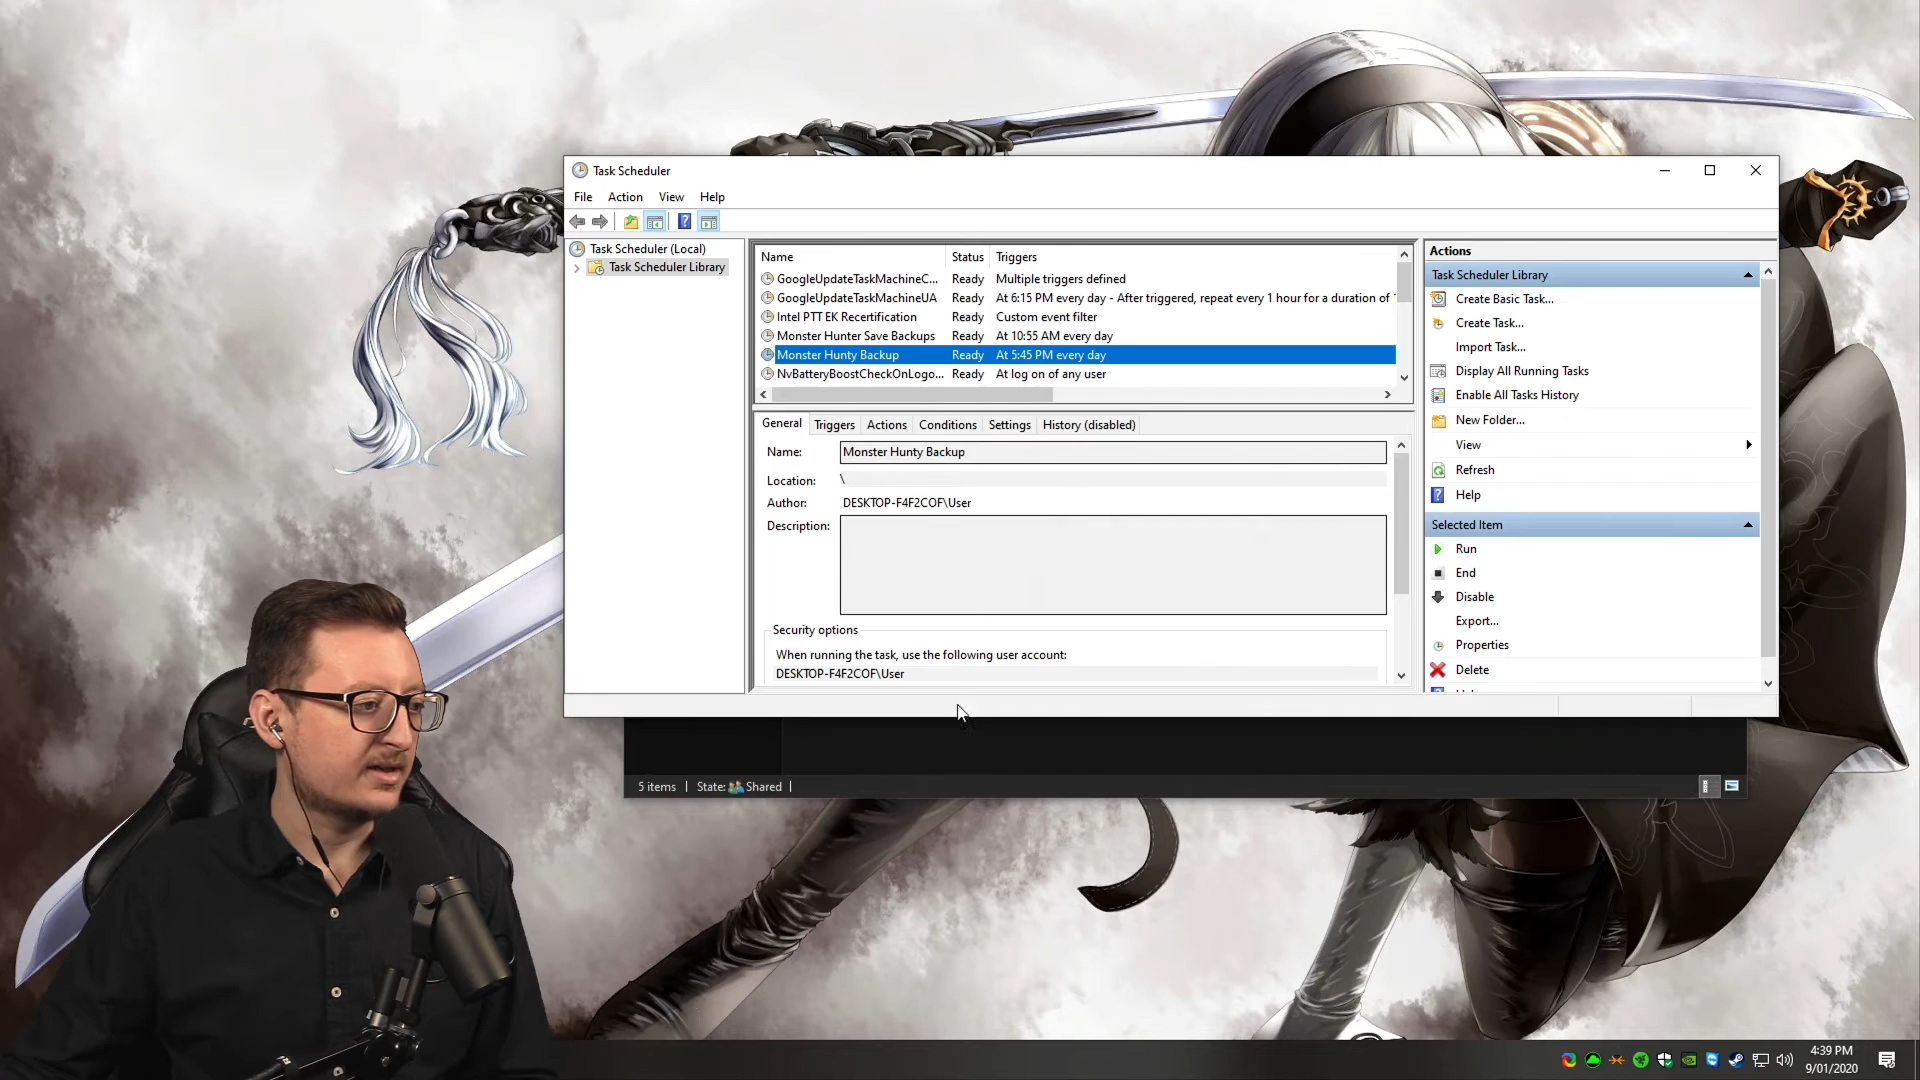 Task Scheduler
File Action View Help
Task Scheduler (Local)
Task Scheduler Library
Name Status Triggers
GoogleUpdateTaskMachineC... Ready Multiple triggers defined
GoogleUpdateTaskMachineUA Ready At 6:15 PM every day - After triggered, repeat every 1 hour for a duration of
Intel PTT EK Recertification Ready Custom event filter
Monster Hunter Save Backups Ready At 10:55 AM every day
Monster Hunty Backup Ready At 5:45 PM every day
NvBatteryBoostCheckOnLogo... Ready At log on of any user
General Triggers Actions Conditions Settings History (disabled)
Name: Monster Hunty Backup
Location: \
Author: DESKTOP-F4F2COF\User
Description:
Security options
When running the task, use the following user account:
DESKTOP-F4F2COF\User
Actions
Task Scheduler Library
Create Basic Task...
Create Task...
Import Task...
Display All Running Tasks
Enable All Tasks History
New Folder...
View
Refresh
Help
Selected Item
Run
End
Disable
Export...
Properties
Delete
5 items | State: Shared |
4:39 PM
9/01/2020